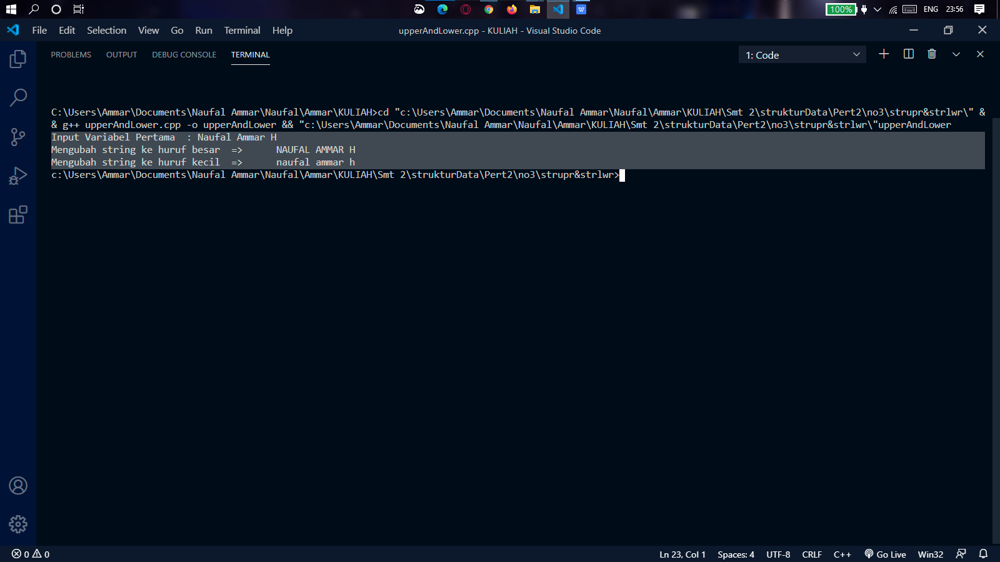 100% ENG 23:56
File Edit Selection View Go Run Terminal Help upperAndLower.cpp - KULIAH - Visual Studio Code
PROBLEMS OUTPUT DEBUG CONSOLE TERMINAL 1: Code
C:\Users\Ammar\Documents\Naufal Ammar\Naufal\Ammar\KULIAH>cd "c:\Users\Ammar\Documents\Naufal Ammar\Naufal\Ammar\KULIAH\Smt 2\strukturData\Pert2\no3\strupr&strlwr\" &
& g++ upperAndLower.cpp -o upperAndLower && "c:\Users\Ammar\Documents\Naufal Ammar\Naufal\Ammar\KULIAH\Smt 2\strukturData\Pert2\no3\strupr&strlwr\"upperAndLower
Input Variabel Pertama  : Naufal Ammar H
Mengubah string ke huruf besar  =>      NAUFAL AMMAR H
Mengubah string ke huruf kecil  =>      naufal ammar h
c:\Users\Ammar\Documents\Naufal Ammar\Naufal\Ammar\KULIAH\Smt 2\strukturData\Pert2\no3\strupr&strlwr>
0 0 Ln 23, Col 1 Spaces: 4 UTF-8 CRLF C++ Go Live Win32